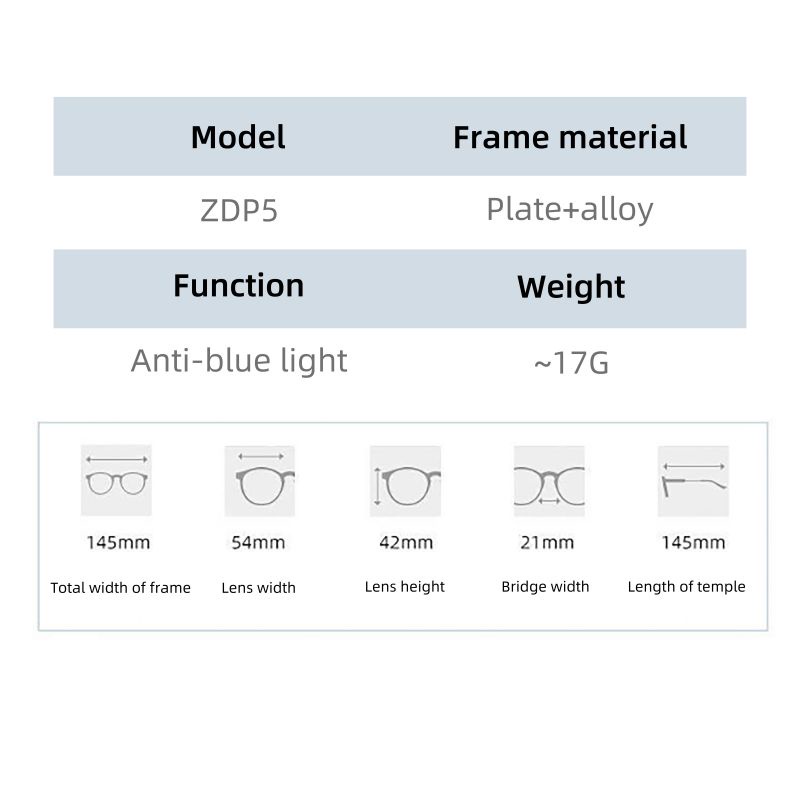 Model Frame material
ZDP5 Plate+alloy
Function Weight
Anti-blue light ~17G
145mm 54mm 42mm 21mm 145mm
Total width of frame Lens width Lens height Bridge width Length of temple